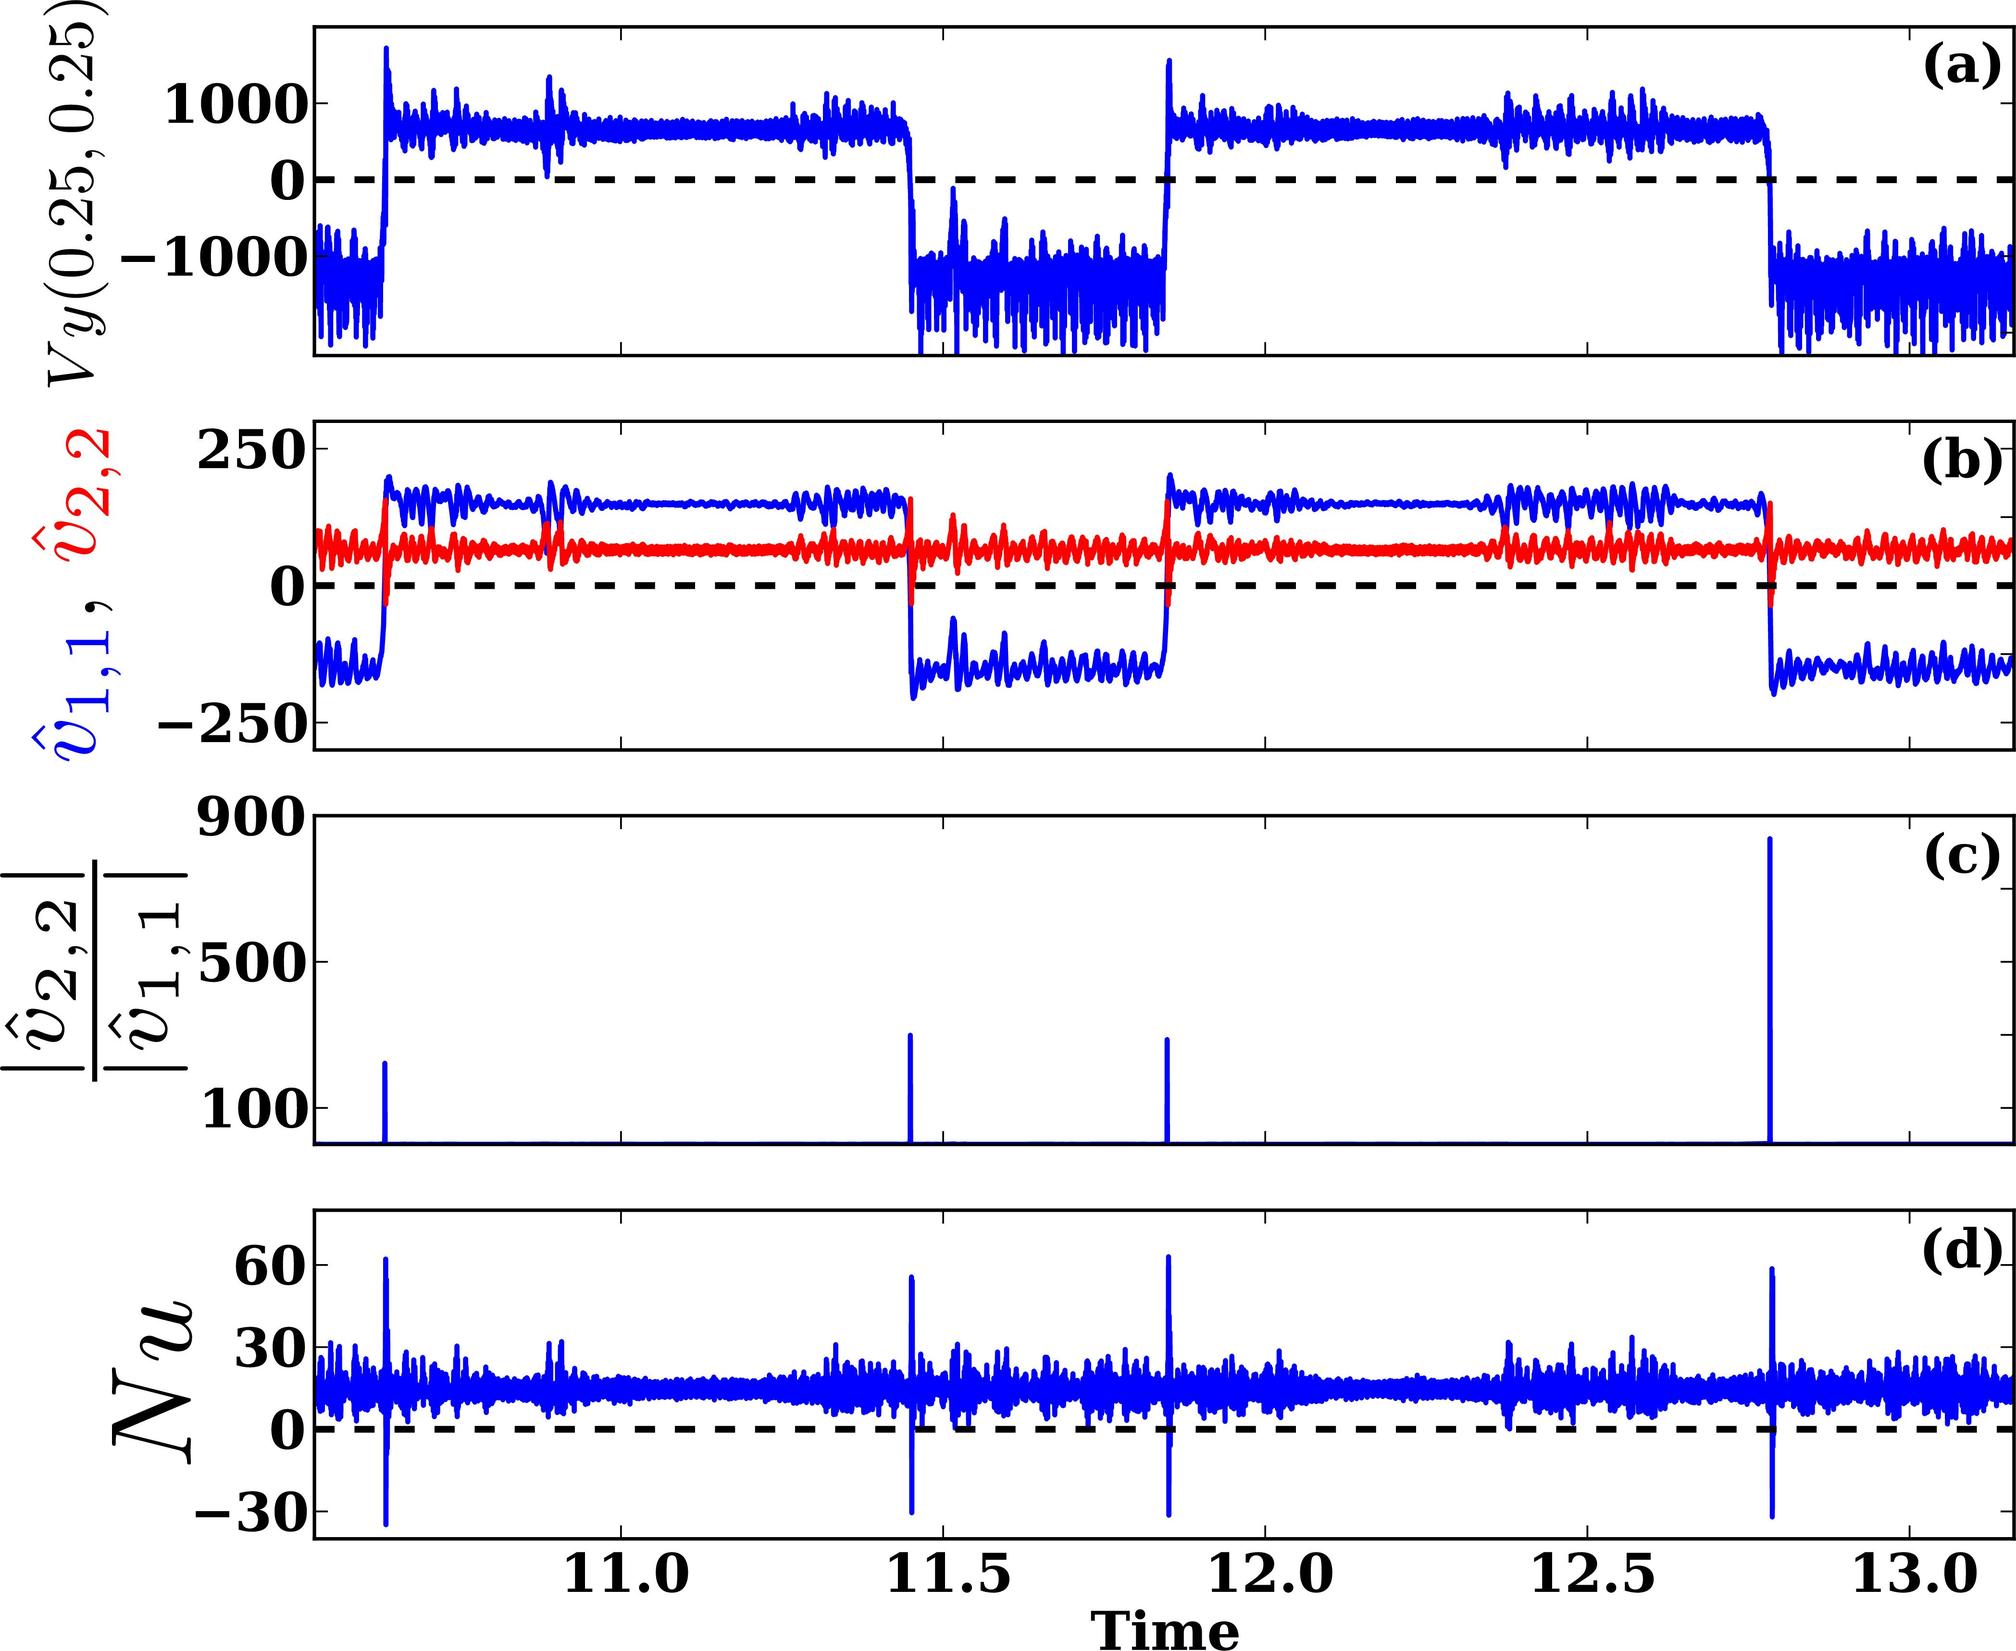 Vy(0.25, 0.25)
1000
0
−1000
(a)
v̂1,1, v̂2,2
250
0
−250
(b)
|v̂2,2|
|v̂1,1|
900
500
100
(c)
Nu
60
30
0
−30
(d)
11.0 11.5 12.0 12.5 13.0
Time